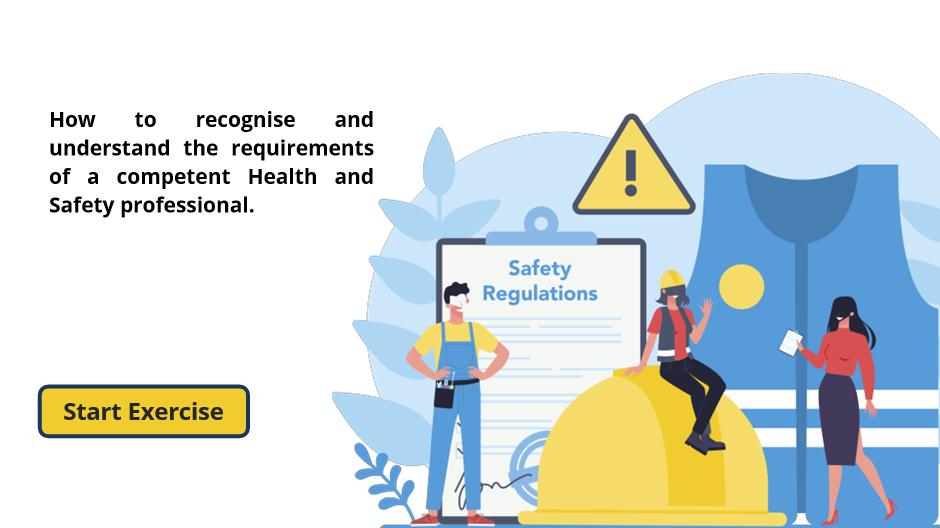 How to recognise and
understand the requirements
of a competent Health and
Safety professional.
Safety
Regulations
Start Exercise